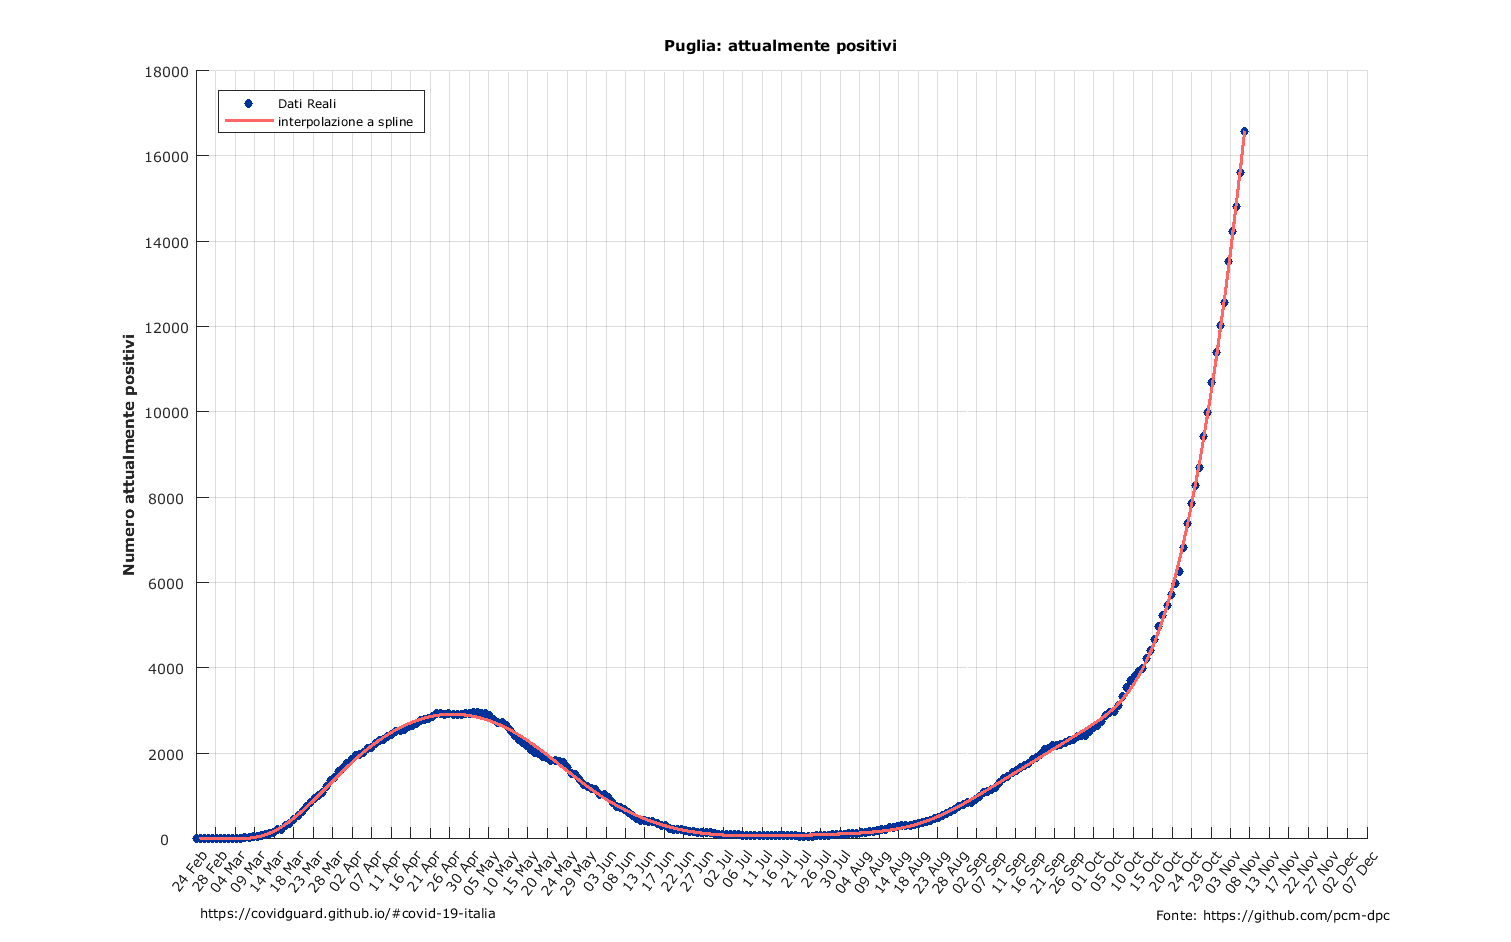 Puglia: attualmente positivi
18000
16000
14000
12000
10000
8000
6000
4000
2000
0
Numero attualmente positivi
Dati Reali
interpolazione a spline
24 Feb
28 Feb
04 Mar
09 Mar
14 Mar
18 Mar
23 Mar
28 Mar
02 Apr
07 Apr
11 Apr
16 Apr
21 Apr
26 Apr
30 Apr
05 May
10 May
15 May
20 May
24 May
29 May
03 Jun
08 Jun
13 Jun
17 Jun
22 Jun
27 Jun
02 Jul
06 Jul
11 Jul
16 Jul
21 Jul
26 Jul
30 Jul
04 Aug
09 Aug
14 Aug
18 Aug
23 Aug
28 Aug
02 Sep
07 Sep
11 Sep
16 Sep
21 Sep
26 Sep
01 Oct
05 Oct
10 Oct
15 Oct
20 Oct
24 Oct
29 Oct
03 Nov
08 Nov
13 Nov
17 Nov
22 Nov
27 Nov
02 Dec
07 Dec
https://covidguard.github.io/#covid-19-italia
Fonte: https://github.com/pcm-dpc